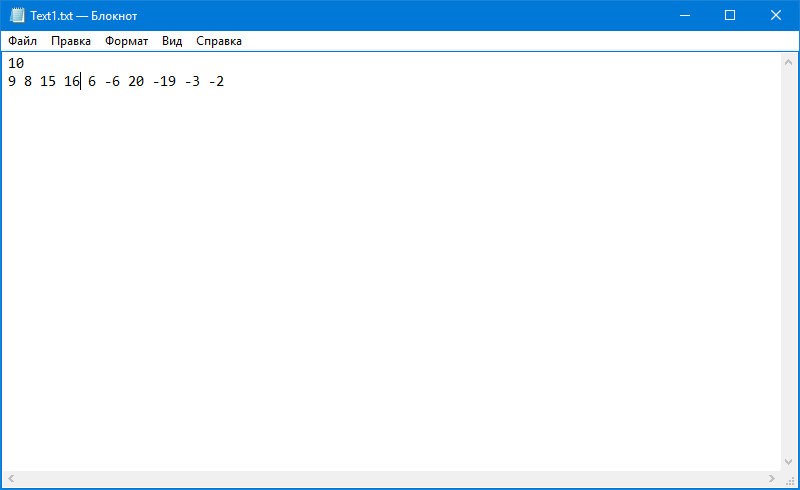 Text1.txt — Блокнот
Файл Правка Формат Вид Справка
10
9 8 15 16 6 -6 20 -19 -3 -2